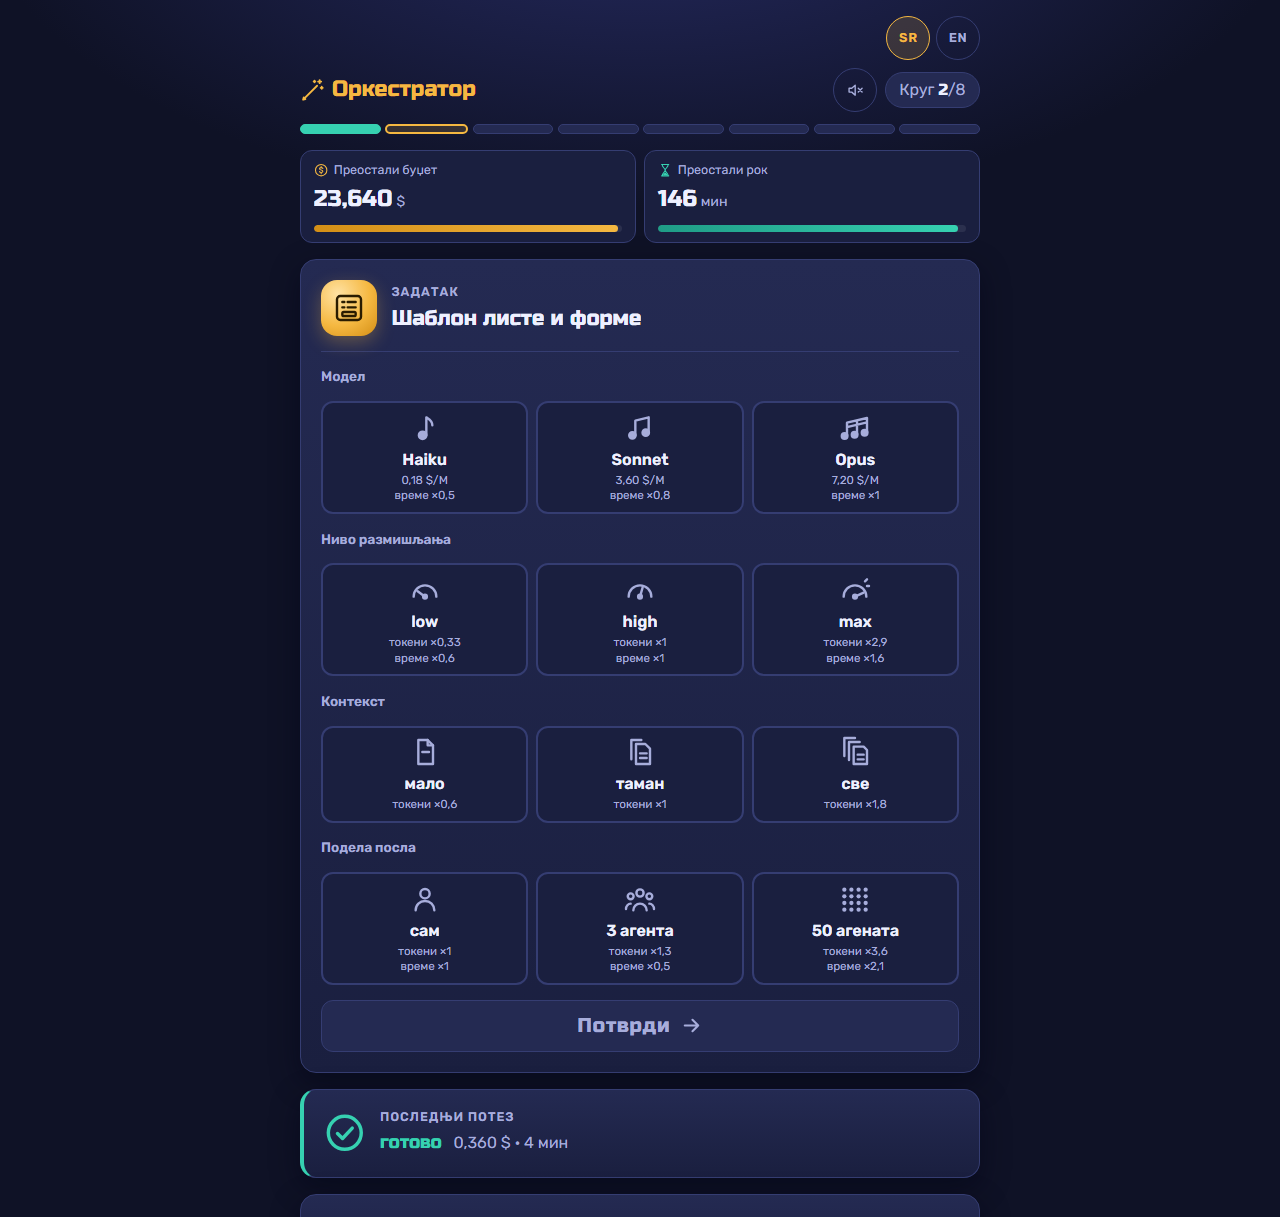 SR EN
Оркестратор
Круг 2/8
Преостали буџет
23,640 $
Преостали рок
146 мин
ЗАДАТАК
Шаблон листе и форме
Модел
Haiku
0,18 $/M
време ×0,5
Sonnet
3,60 $/M
време ×0,8
Opus
7,20 $/M
време ×1
Ниво размишљања
low
токени ×0,33
време ×0,6
high
токени ×1
време ×1
max
токени ×2,9
време ×1,6
Контекст
мало
токени ×0,6
таман
токени ×1
све
токени ×1,8
Подела посла
сам
токени ×1
време ×1
3 агента
токени ×1,3
време ×0,5
50 агената
токени ×3,6
време ×2,1
Потврди →
ПОСЛЕДЊИ ПОТЕЗ
готово 0,360 $ • 4 мин